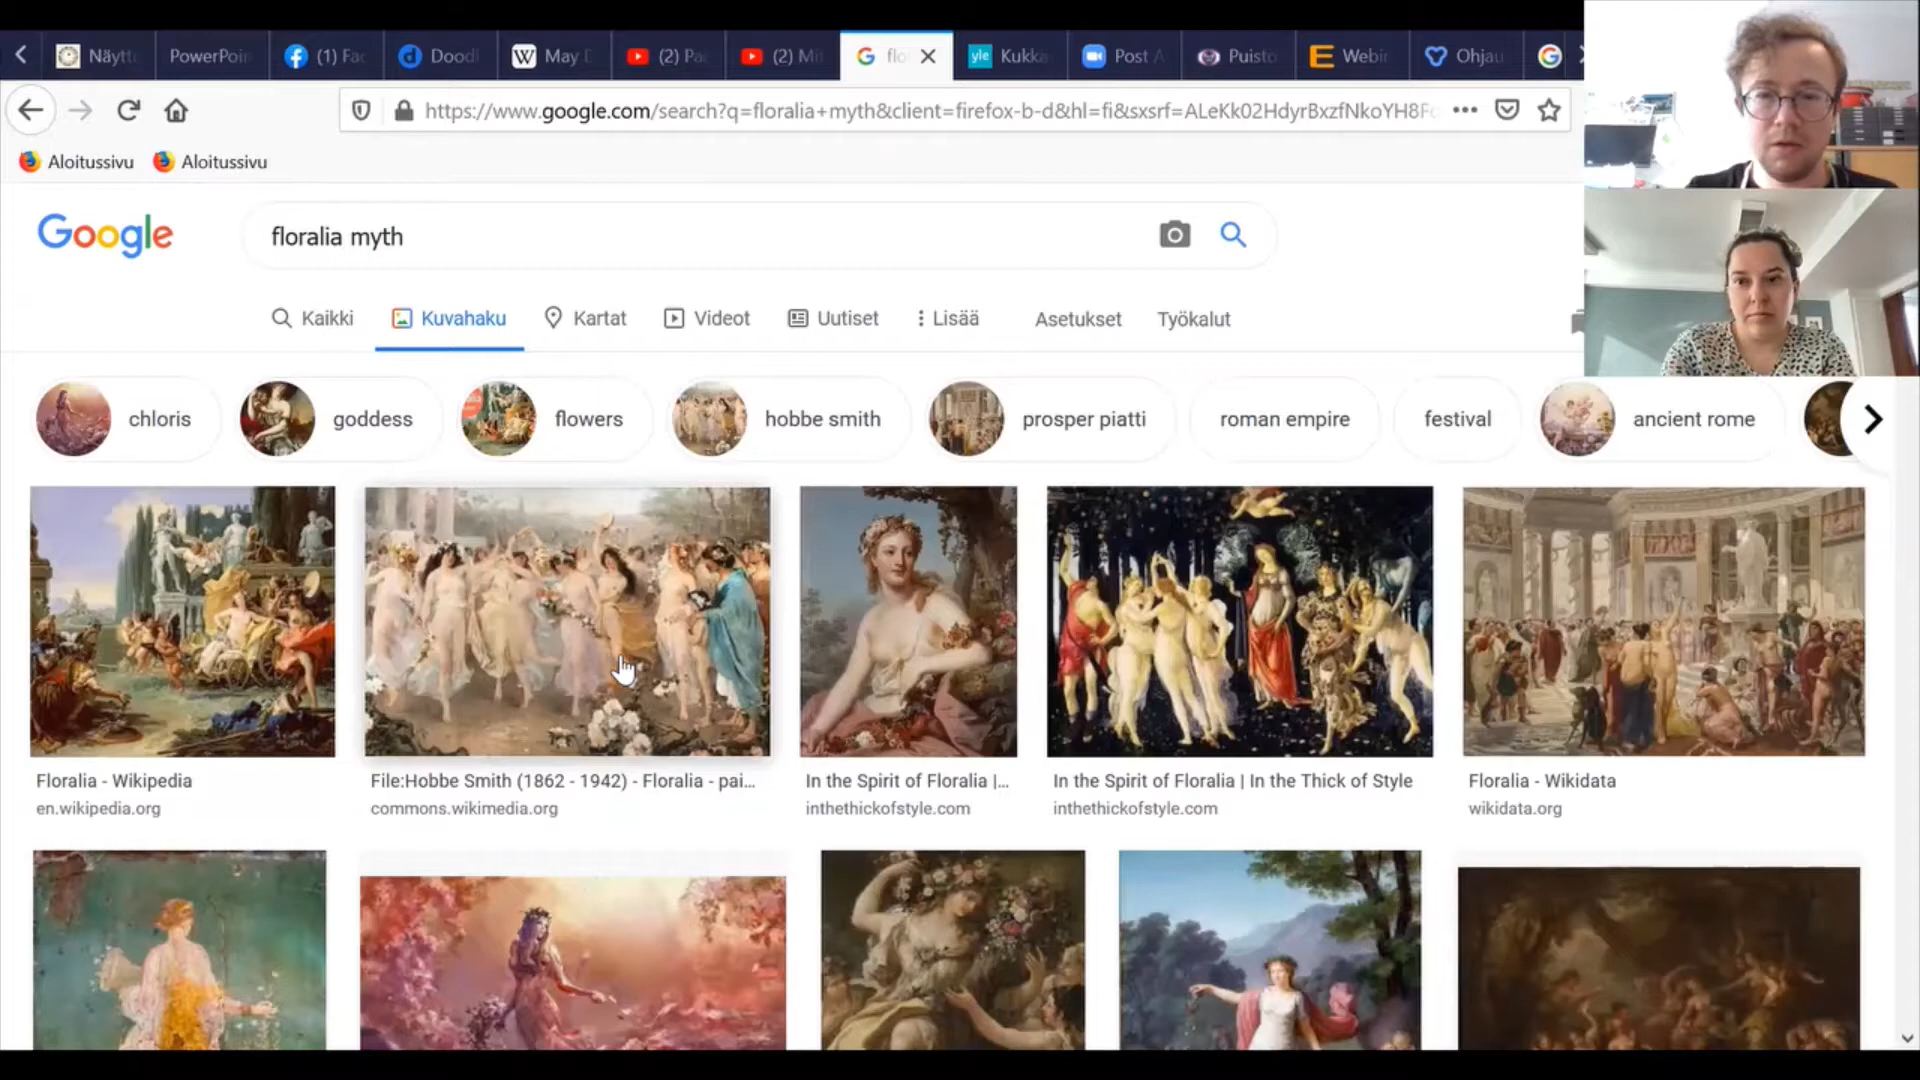 Näytt
PowerPoin
(1) Fac
Doodl
May D
(2) Pa
(2) Mi
flo
yle
Kukka
Post A
Puisto
Webin
Ohjau
https://www.google.com/search?q=floralia+myth&client=firefox-b-d&hl=fi&sxsrf=ALeKk02HdyrBxzfNkoYH8F
Aloitussivu
Aloitussivu
Google
floralia myth
Kaikki
Kuvahaku
Kartat
Videot
Uutiset
Lisää
Asetukset
Työkalut
chloris
goddess
flowers
hobbe smith
prosper piatti
roman empire
festival
ancient rome
Floralia - Wikipedia
en.wikipedia.org
File:Hobbe Smith (1862 - 1942) - Floralia - pai...
commons.wikimedia.org
In the Spirit of Floralia |...
inthethickofstyle.com
In the Spirit of Floralia | In the Thick of Style
inthethickofstyle.com
Floralia - Wikidata
wikidata.org